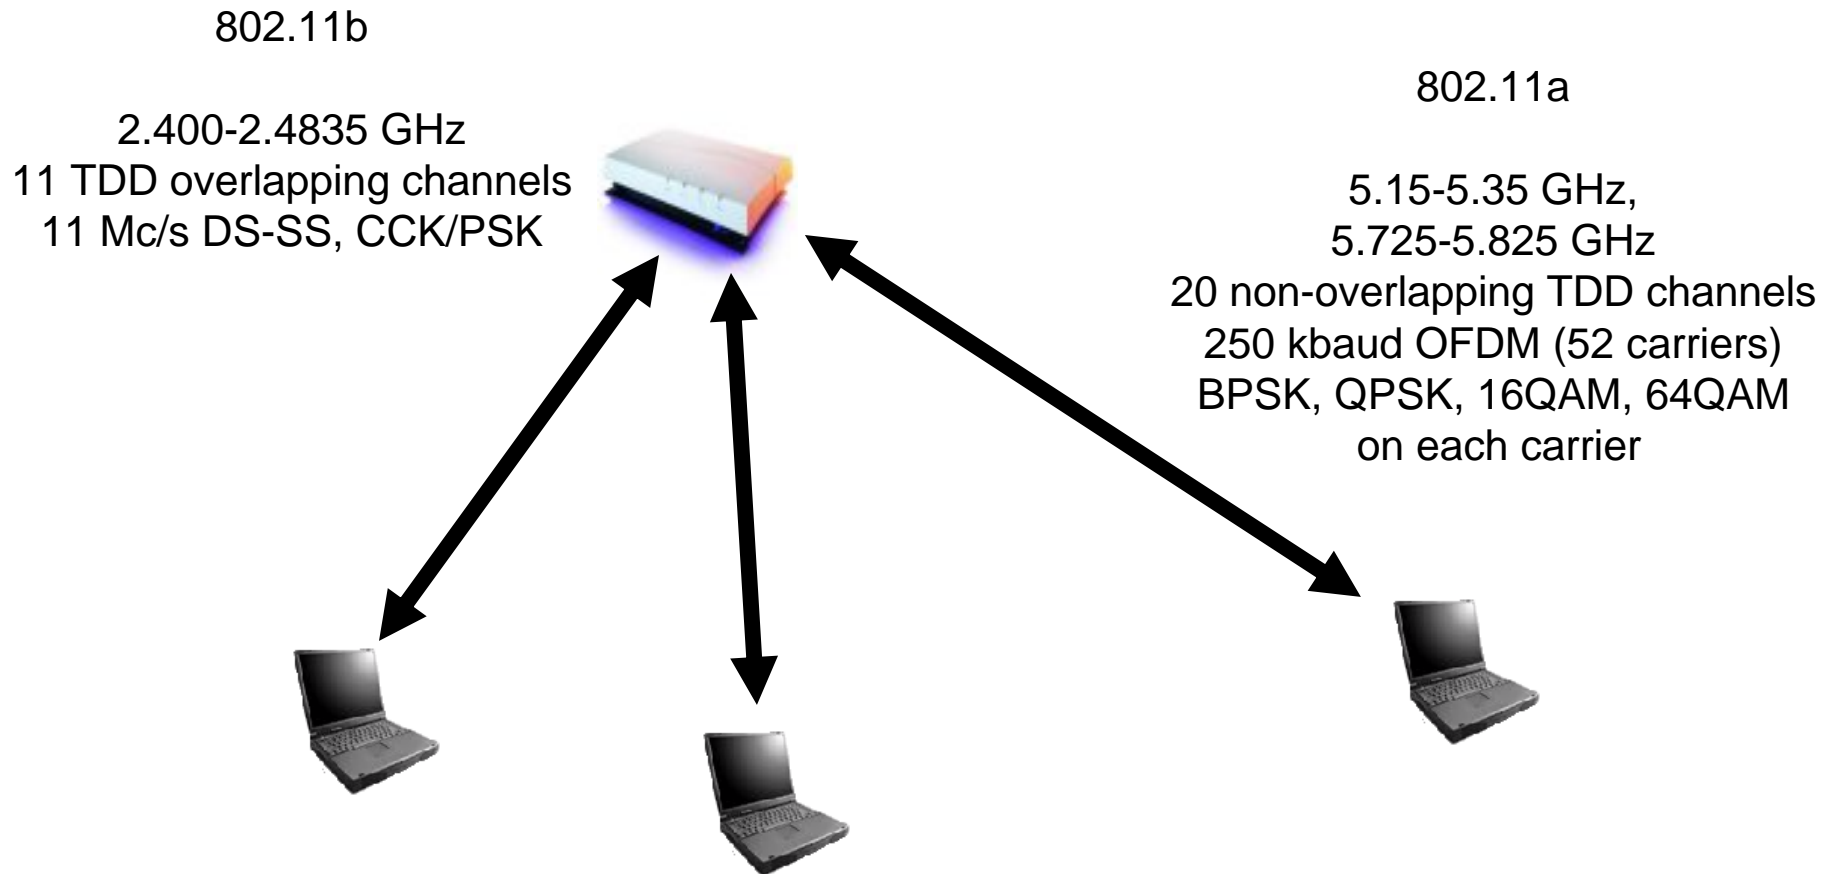 802.11b
2.400-2.4835 GHz
11 TDD overlapping channels
11 Mc/s DS-SS, CCK/PSK
802.11a
5.15-5.35 GHz,
5.725-5.825 GHz
20 non-overlapping TDD channels
250 kbaud OFDM (52 carriers)
BPSK, QPSK, 16QAM, 64QAM
on each carrier